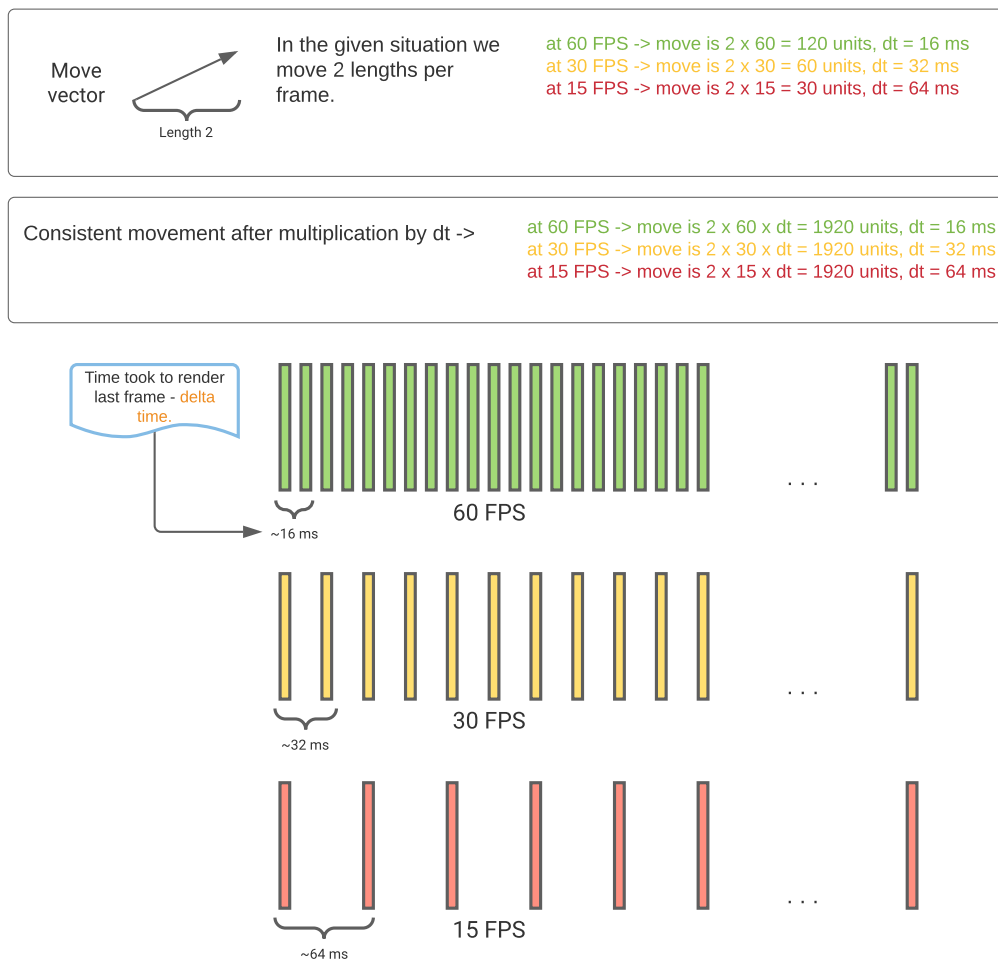 Move
vector
Length 2
In the given situation we
move 2 lengths per
frame.
at 60 FPS -> move is 2 x 60 = 120 units, dt = 16 ms
at 30 FPS -> move is 2 x 30 = 60 units, dt = 32 ms
at 15 FPS -> move is 2 x 15 = 30 units, dt = 64 ms
Consistent movement after multiplication by dt ->
at 60 FPS -> move is 2 x 60 x dt = 1920 units, dt = 16 ms
at 30 FPS -> move is 2 x 30 x dt = 1920 units, dt = 32 ms
at 15 FPS -> move is 2 x 15 x dt = 1920 units, dt = 64 ms
Time took to render
last frame - delta
time.
. . .
~16 ms
60 FPS
. . .
~32 ms
30 FPS
. . .
~64 ms
15 FPS